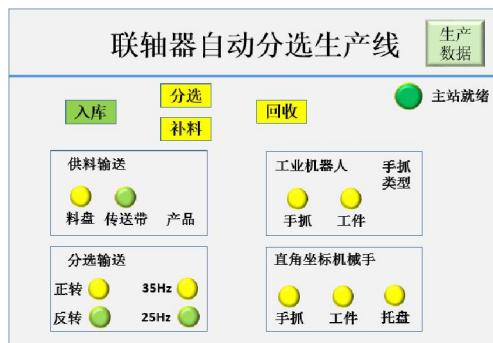 联轴器自动分选生产线
生产
数据
主站就绪
入库
分选
补料
回收
供料输送
料盘 传送带 产品
工业机器人
手抓
类型
手抓 工件
分选输送
正转 35Hz
反转 25Hz
直角坐标机械手
手抓 工件 托盘